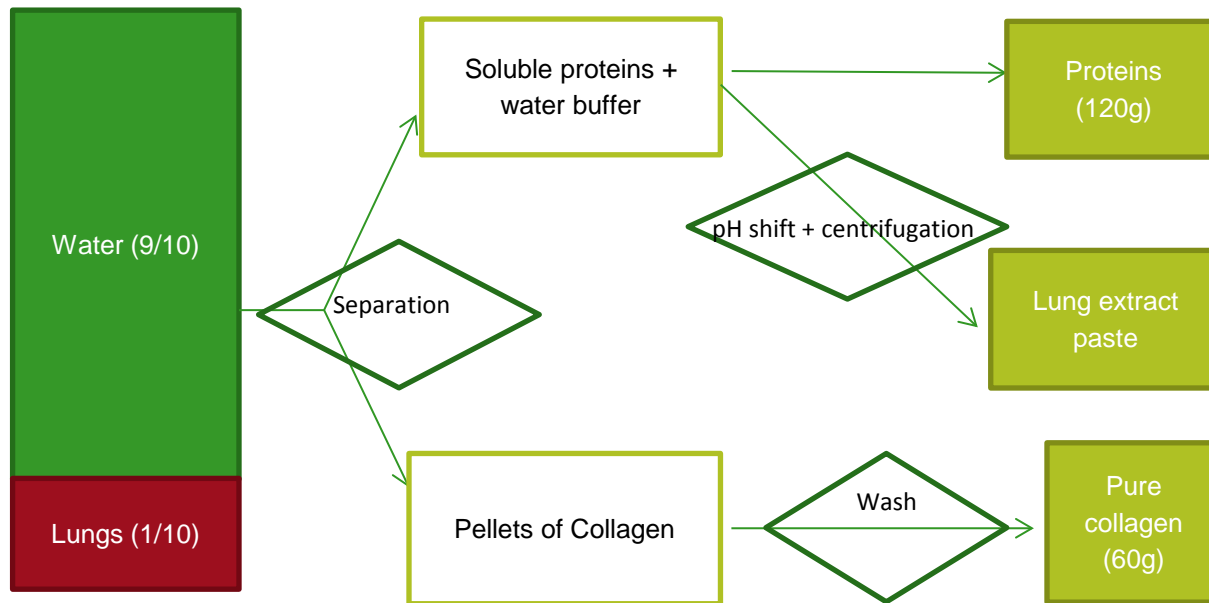 Water (9/10)
Lungs (1/10)
Separation
Soluble proteins +
water buffer
Pellets of Collagen
pH shift + centrifugation
Wash
Proteins
(120g)
Lung extract
paste
Pure
collagen
(60g)